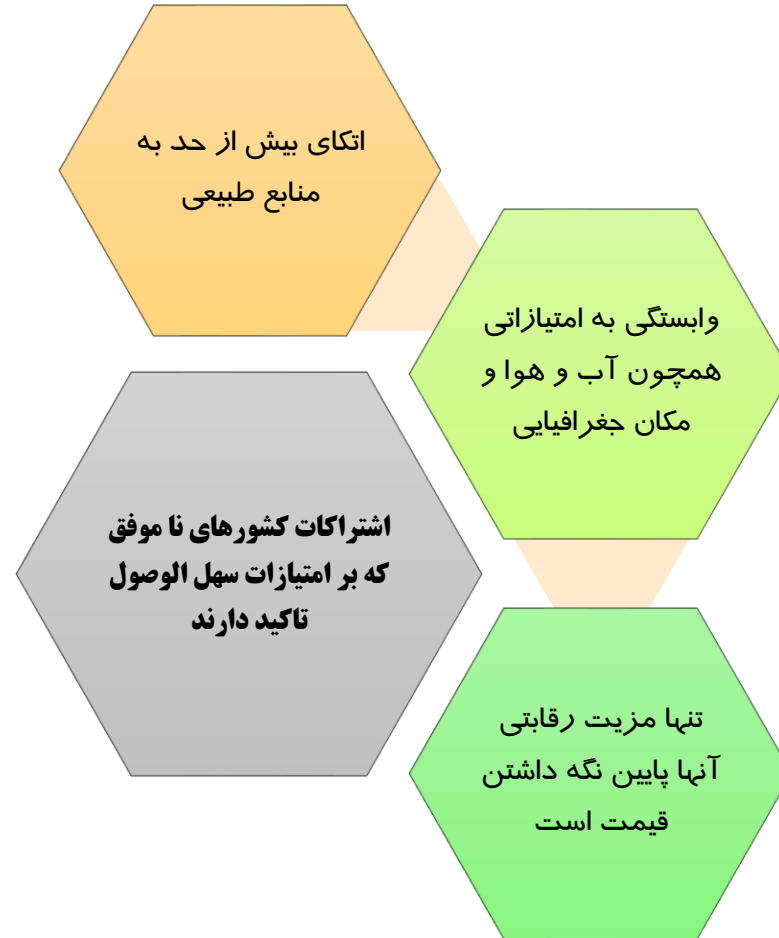 اتکای بیش از حد به
منابع طبیعی
وابستگی به امتیازاتی
همچون آب و هوا و
مکان جغرافیایی
اشتراکات کشورهای نا موفق
که بر امتیازات سهل الوصول
تاکید دارند
تنها مزیت رقابتی
آنها پایین نگه داشتن
قیمت است